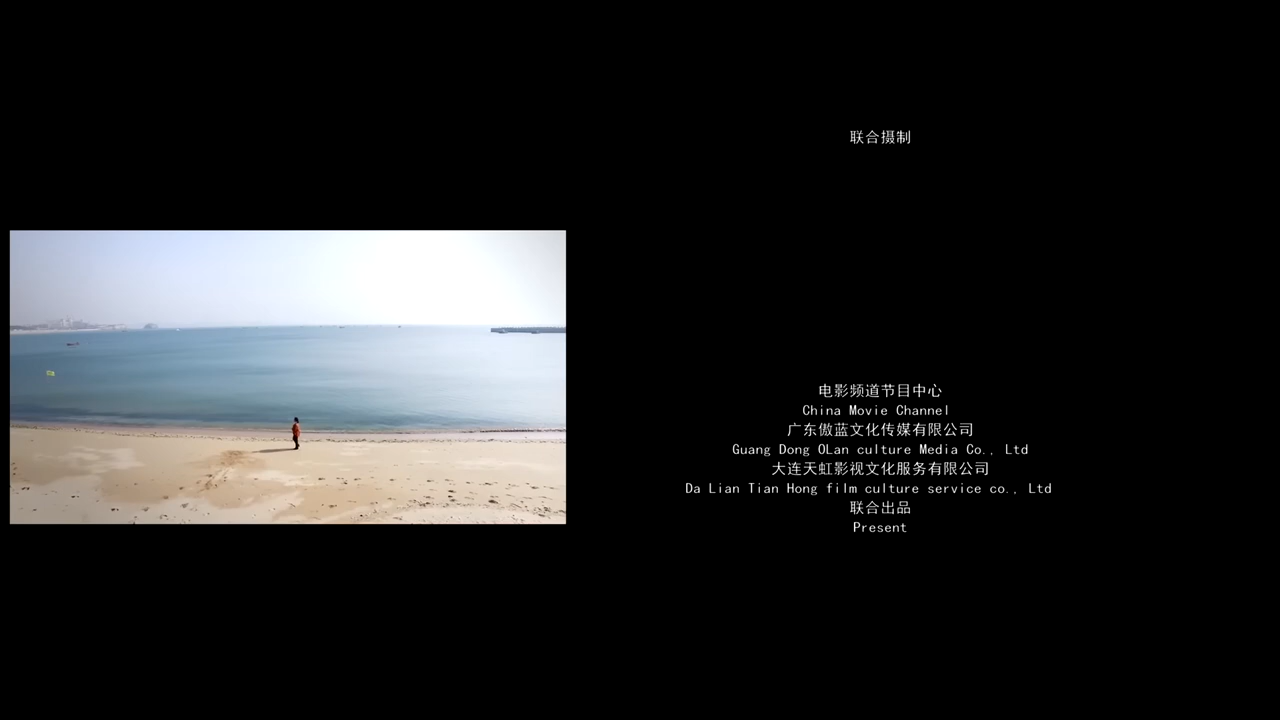 联合摄制
电影频道节目中心
China Movie Channel
广东傲蓝文化传媒有限公司
Guang Dong OLan culture Media Co., Ltd
大连天虹影视文化服务有限公司
Da Lian Tian Hong film culture service co., Ltd
联合出品
Present